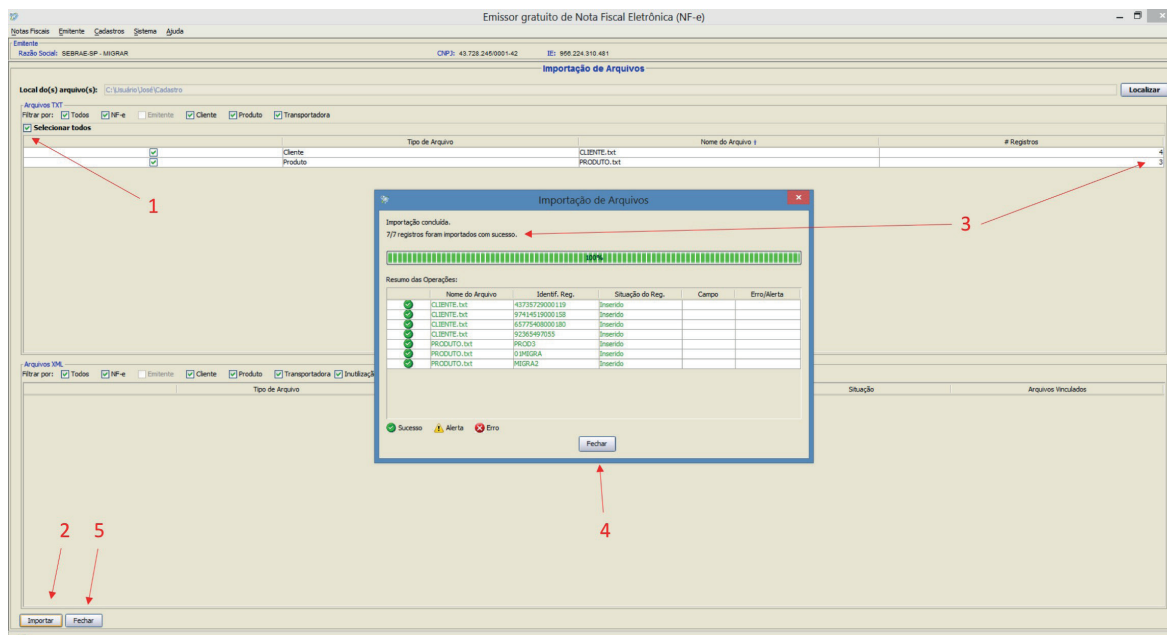 Emissor gratuito de Nota Fiscal Eletrônica (NF-e)
Notas Fiscais Emitente Cadastros Sistema Ajuda
Emitente
Razão Social: SEBRAE-SP - MIGRAR CNPJ: 43.728.245/0001-42 IE: 956.224.310.481
Importação de Arquivos
Local do(s) arquivo(s): C:\Usuário\José\Cadastro Localizar
Arquivos TXT
Filtrar por: Todos NF-e Emitente Cliente Produto Transportadora
Selecionar todos
Tipo de Arquivo Nome do Arquivo # Registros
Cliente CLIENTE.txt 4
Produto PRODUTO.txt 3
1
3
Importação de Arquivos
Importação concluída.
7/7 registros foram importados com sucesso.
100%
Resumo das Operações:
Nome do Arquivo Identif. Reg. Situação do Reg. Campo Erro/Alerta
CLIENTE.txt 43735729000119 Inserido
CLIENTE.txt 97414519000158 Inserido
CLIENTE.txt 65775408000180 Inserido
CLIENTE.txt 92365497055 Inserido
PRODUTO.txt PROD3 Inserido
PRODUTO.txt 01MIGRA Inserido
PRODUTO.txt MIGRA2 Inserido
Sucesso Alerta Erro
Fechar
4
Arquivos XML
Filtrar por: Todos NF-e Emitente Cliente Produto Transportadora
Tipo de Arquivo Situação Arquivos Vinculados
2 5
Importar Fechar